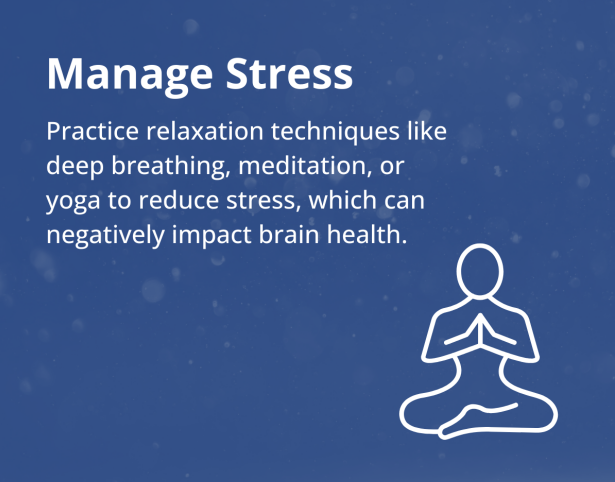 Manage Stress
Practice relaxation techniques like
deep breathing, meditation, or
yoga to reduce stress, which can
negatively impact brain health.